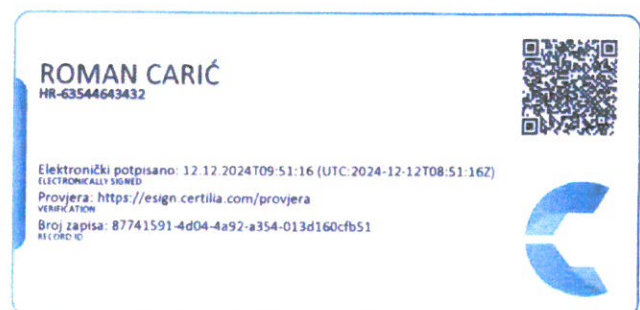 ROMAN CARIĆ
HR-63544643432
Elektronički potpisano: 12.12.2024T09:51:16 (UTC:2024-12-12T08:51:16Z)
ELECTRONICALLY SIGNED
Provjera: https://esign.certilia.com/provjera
VERIFICATION
Broj zapisa: 87741591-4d04-4a92-a354-013d160cfb51
RECORD ID